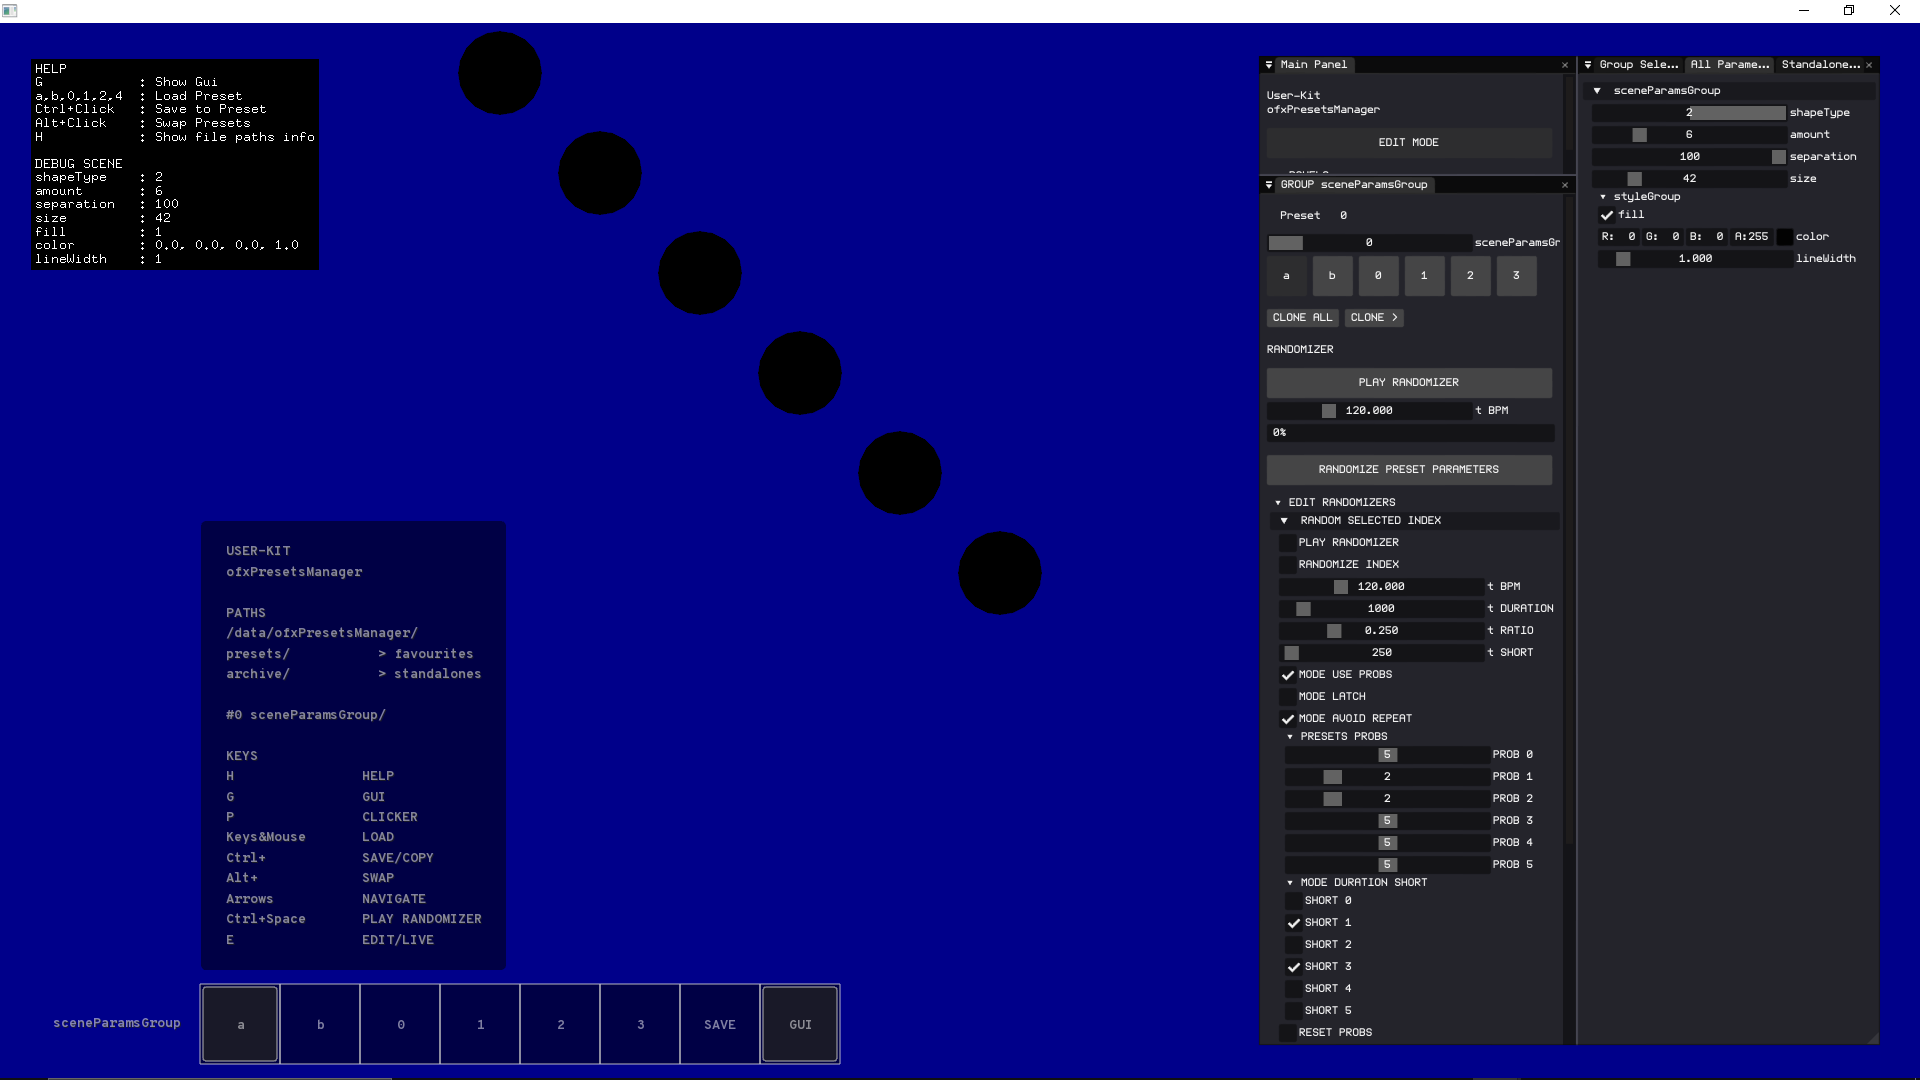 HELP
G : Show Gui
a,b,0,1,2,4 : Load Preset
Ctrl+Click : Save to Preset
Alt+Click : Swap Presets
H : Show file paths info
DEBUG SCENE
shapeType : 2
amount : 6
separation : 100
size : 42
fill : 1
color : 0.0, 0.0, 0.0, 1.0
lineWidth : 1
USER-KIT
ofxPresetsManager
PATHS
/data/ofxPresetsManager/
presets/ > favourites
archive/ > standalones
#0 sceneParamsGroup/
KEYS
H HELP
G GUI
P CLICKER
Keys&Mouse LOAD
Ctrl+ SAVE/COPY
Alt+ SWAP
Arrows NAVIGATE
Ctrl+Space PLAY RANDOMIZER
E EDIT/LIVE
sceneParamsGroup a b 0 1 2 3 SAVE GUI
Main Panel
User-Kit
ofxPresetsManager
EDIT MODE
GROUP sceneParamsGroup
Preset 0
0 sceneParamsGr
a b 0 1 2 3
CLONE ALL CLONE >
RANDOMIZER
PLAY RANDOMIZER
120.000 t BPM
0%
RANDOMIZE PRESET PARAMETERS
EDIT RANDOMIZERS
RANDOM SELECTED INDEX
PLAY RANDOMIZER
RANDOMIZE INDEX
120.000 t BPM
1000 t DURATION
0.250 t RATIO
250 t SHORT
MODE USE PROBS
MODE LATCH
MODE AVOID REPEAT
PRESETS PROBS
5 PROB 0
2 PROB 1
2 PROB 2
5 PROB 3
5 PROB 4
5 PROB 5
MODE DURATION SHORT
SHORT 0
SHORT 1
SHORT 2
SHORT 3
SHORT 4
SHORT 5
RESET PROBS
Group Sele... All Parame... Standalone...
sceneParamsGroup
2 shapeType
6 amount
100 separation
42 size
styleGroup
fill
R: 0 G: 0 B: 0 A:255 color
1.000 lineWidth